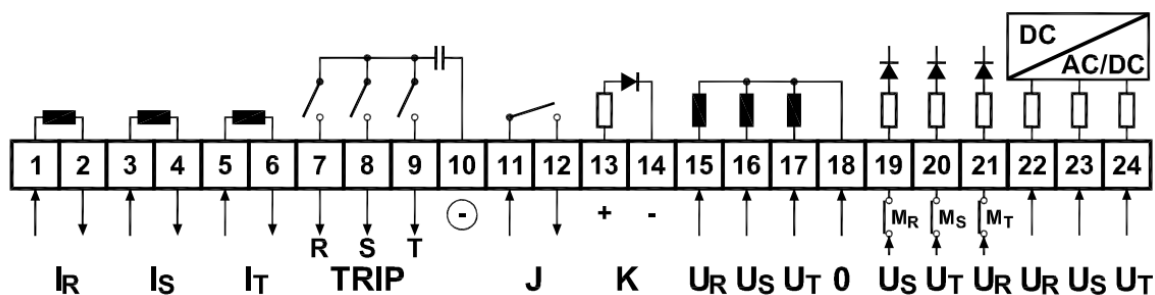 DC
AC/DC
1 2 3 4 5 6 7 8 9 10 11 12 13 14 15 16 17 18 19 20 21 22 23 24
- + - MR MS MT
R S T
IR IS IT TRIP J K UR US UT 0 US UT UR UR US UT